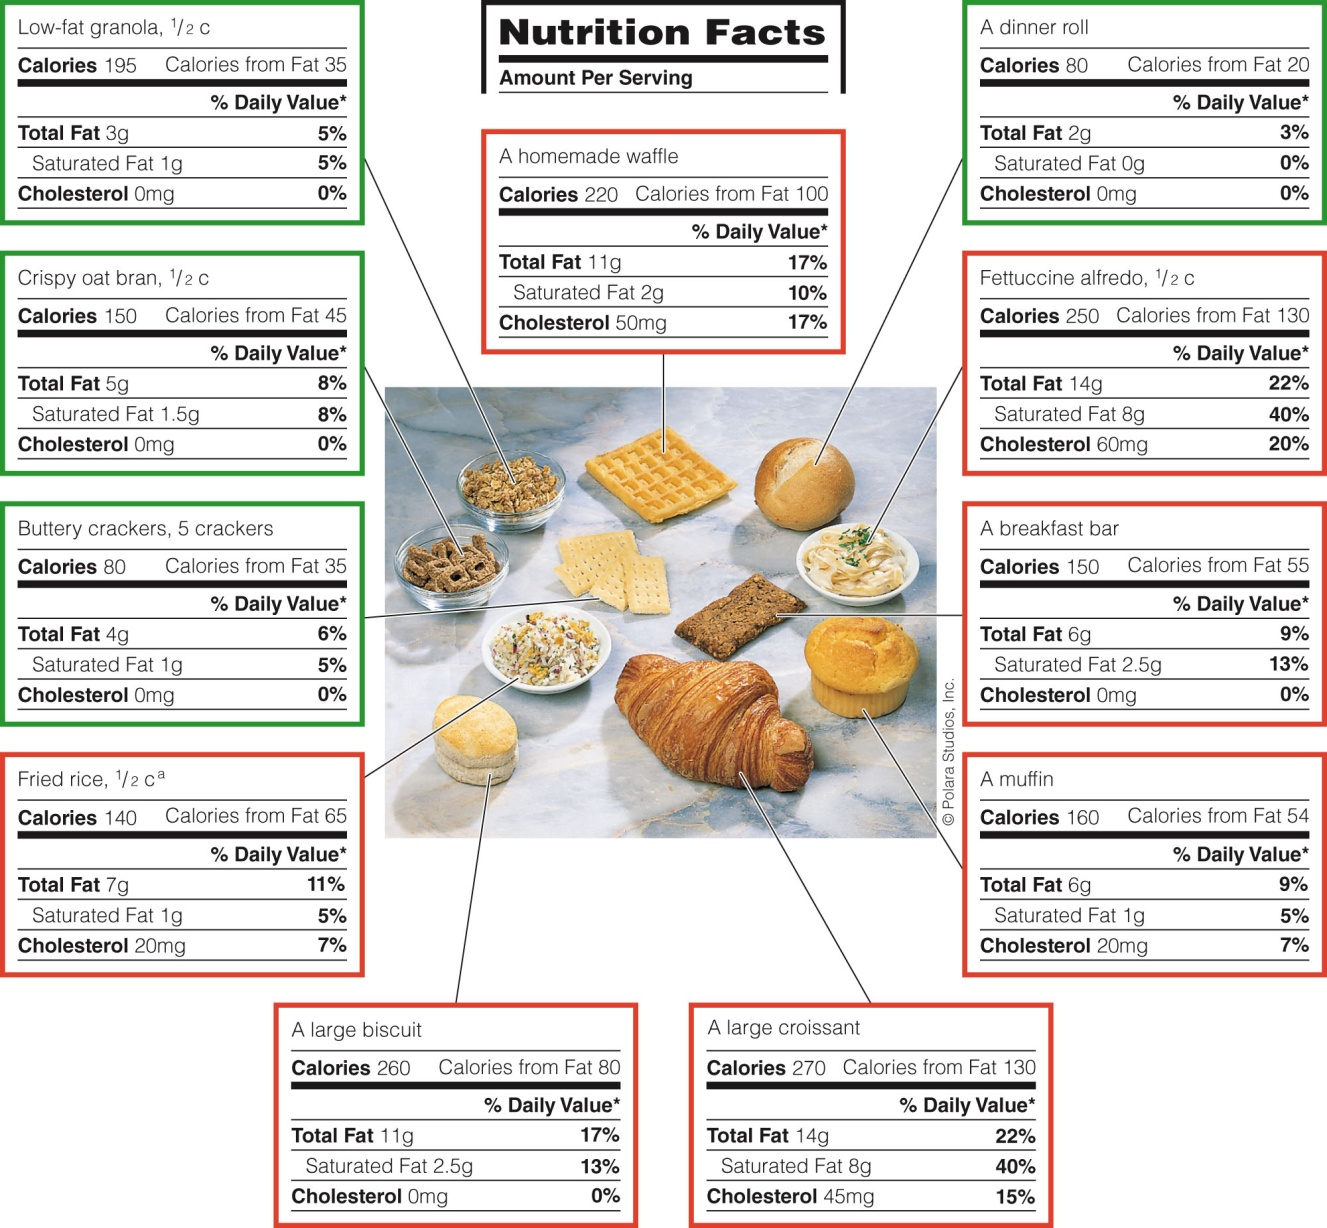 Nutrition Facts
Amount Per Serving
Low-fat granola, 1/2 c
Calories 195 Calories from Fat 35
% Daily Value*
Total Fat 3g 5%
Saturated Fat 1g 5%
Cholesterol 0mg 0%
A homemade waffle
Calories 220 Calories from Fat 100
% Daily Value*
Total Fat 11g 17%
Saturated Fat 2g 10%
Cholesterol 50mg 17%
A dinner roll
Calories 80 Calories from Fat 20
% Daily Value*
Total Fat 2g 3%
Saturated Fat 0g 0%
Cholesterol 0mg 0%
Crispy oat bran, 1/2 c
Calories 150 Calories from Fat 45
% Daily Value*
Total Fat 5g 8%
Saturated Fat 1.5g 8%
Cholesterol 0mg 0%
Fettuccine alfredo, 1/2 c
Calories 250 Calories from Fat 130
% Daily Value*
Total Fat 14g 22%
Saturated Fat 8g 40%
Cholesterol 60mg 20%
Buttery crackers, 5 crackers
Calories 80 Calories from Fat 35
% Daily Value*
Total Fat 4g 6%
Saturated Fat 1g 5%
Cholesterol 0mg 0%
A breakfast bar
Calories 150 Calories from Fat 55
% Daily Value*
Total Fat 6g 9%
Saturated Fat 2.5g 13%
Cholesterol 0mg 0%
© Polara Studios, Inc.
Fried rice, 1/2 c a
Calories 140 Calories from Fat 65
% Daily Value*
Total Fat 7g 11%
Saturated Fat 1g 5%
Cholesterol 20mg 7%
A muffin
Calories 160 Calories from Fat 54
% Daily Value*
Total Fat 6g 9%
Saturated Fat 1g 5%
Cholesterol 20mg 7%
A large biscuit
Calories 260 Calories from Fat 80
% Daily Value*
Total Fat 11g 17%
Saturated Fat 2.5g 13%
Cholesterol 0mg 0%
A large croissant
Calories 270 Calories from Fat 130
% Daily Value*
Total Fat 14g 22%
Saturated Fat 8g 40%
Cholesterol 45mg 15%